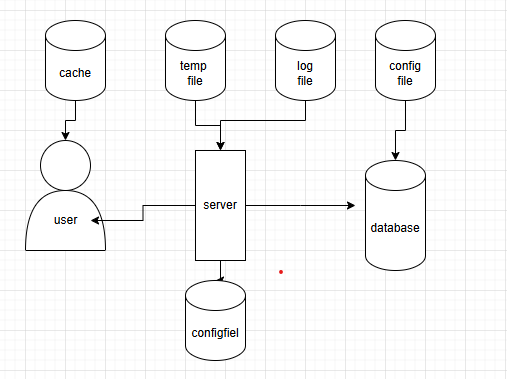 cache
temp
file
log
file
config
file
user
server
database
configfiel